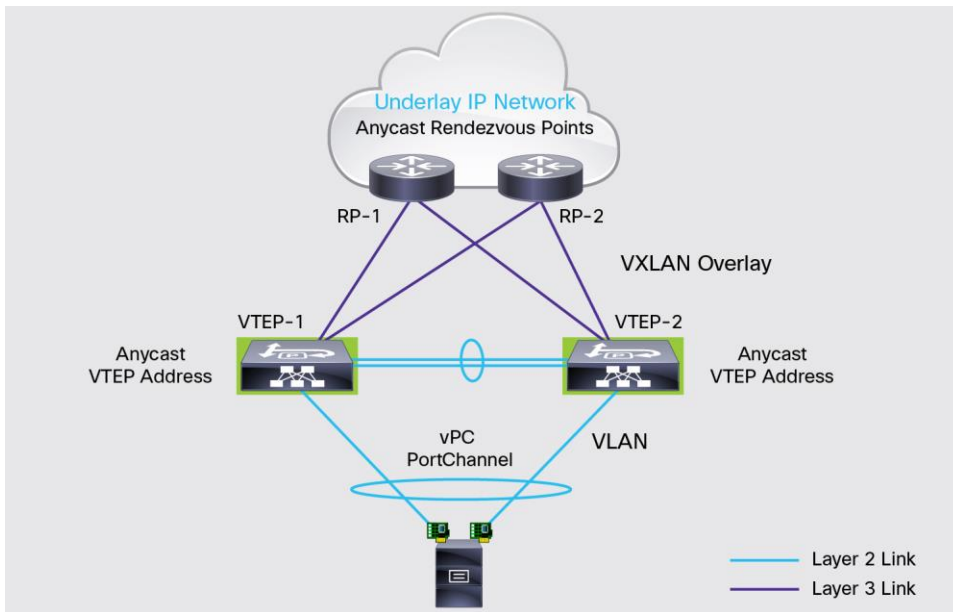 Underlay IP Network
Anycast Rendezvous Points
RP-1
RP-2
VXLAN Overlay
VTEP-1
VTEP-2
Anycast
VTEP Address
Anycast
VTEP Address
vPC
PortChannel
VLAN
Layer 2 Link
Layer 3 Link